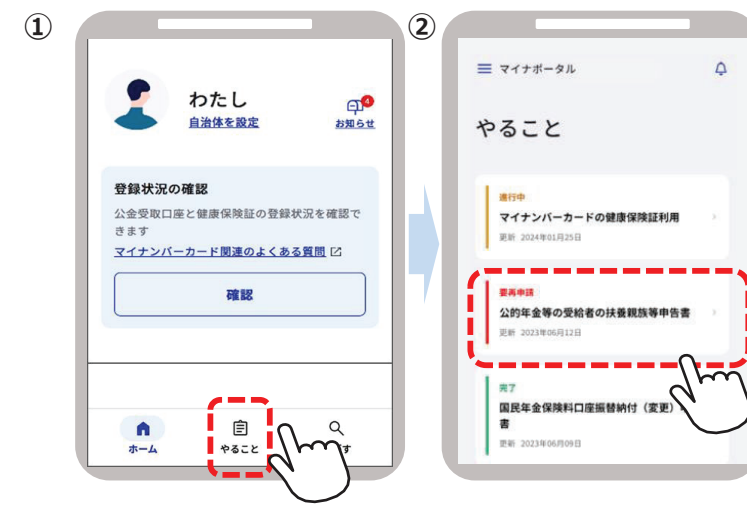 ①
わたし
自治体を設定
4
お知らせ
登録状況の確認
公金受取口座と健康保険証の登録状況を確認で
きます
マイナンバーカード関連のよくある質問
確認
ホーム
やること
す
②
マイナポータル
やること
進行中
マイナンバーカードの健康保険証利用
更新 2024年01月25日
要再申請
公的年金等の受給者の扶養親族等申告書
更新 2023年06月12日
完了
国民年金保険料口座振替納付（変更）
書
更新 2023年06月09日